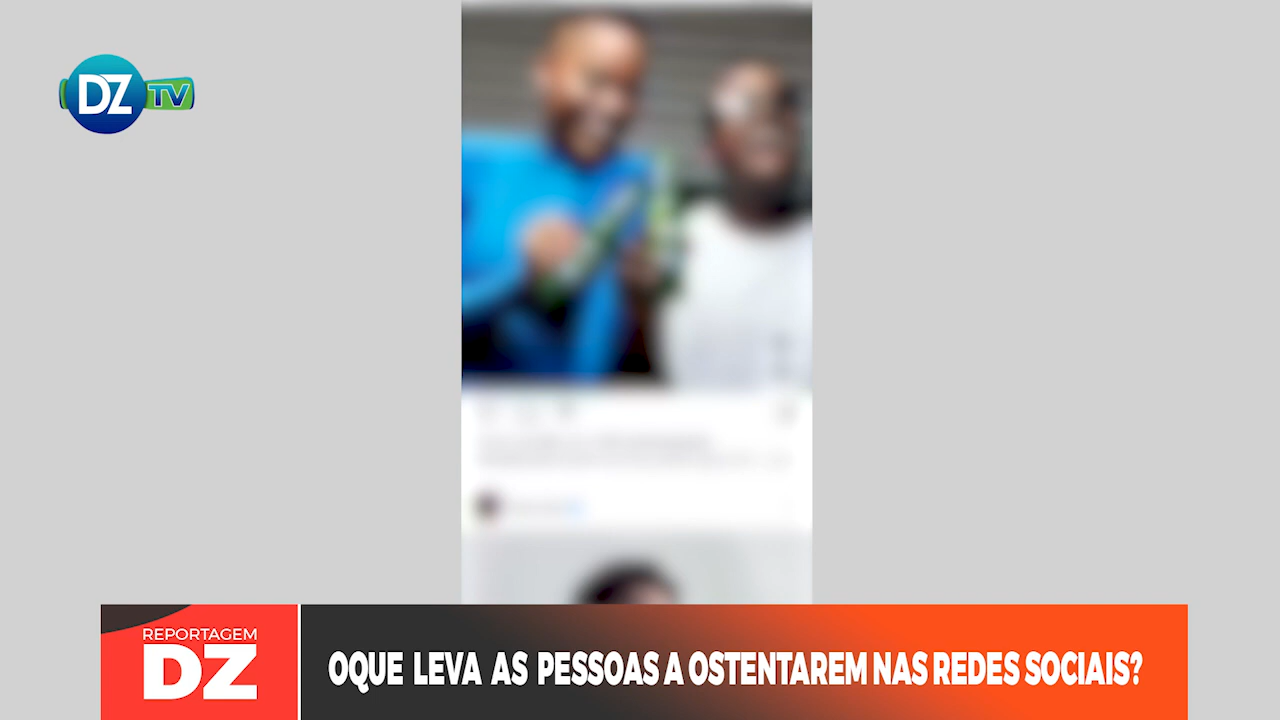 DZ TV
REPORTAGEM
DZ
OQUE LEVA AS PESSOAS A OSTENTAREM NAS REDES SOCIAIS?